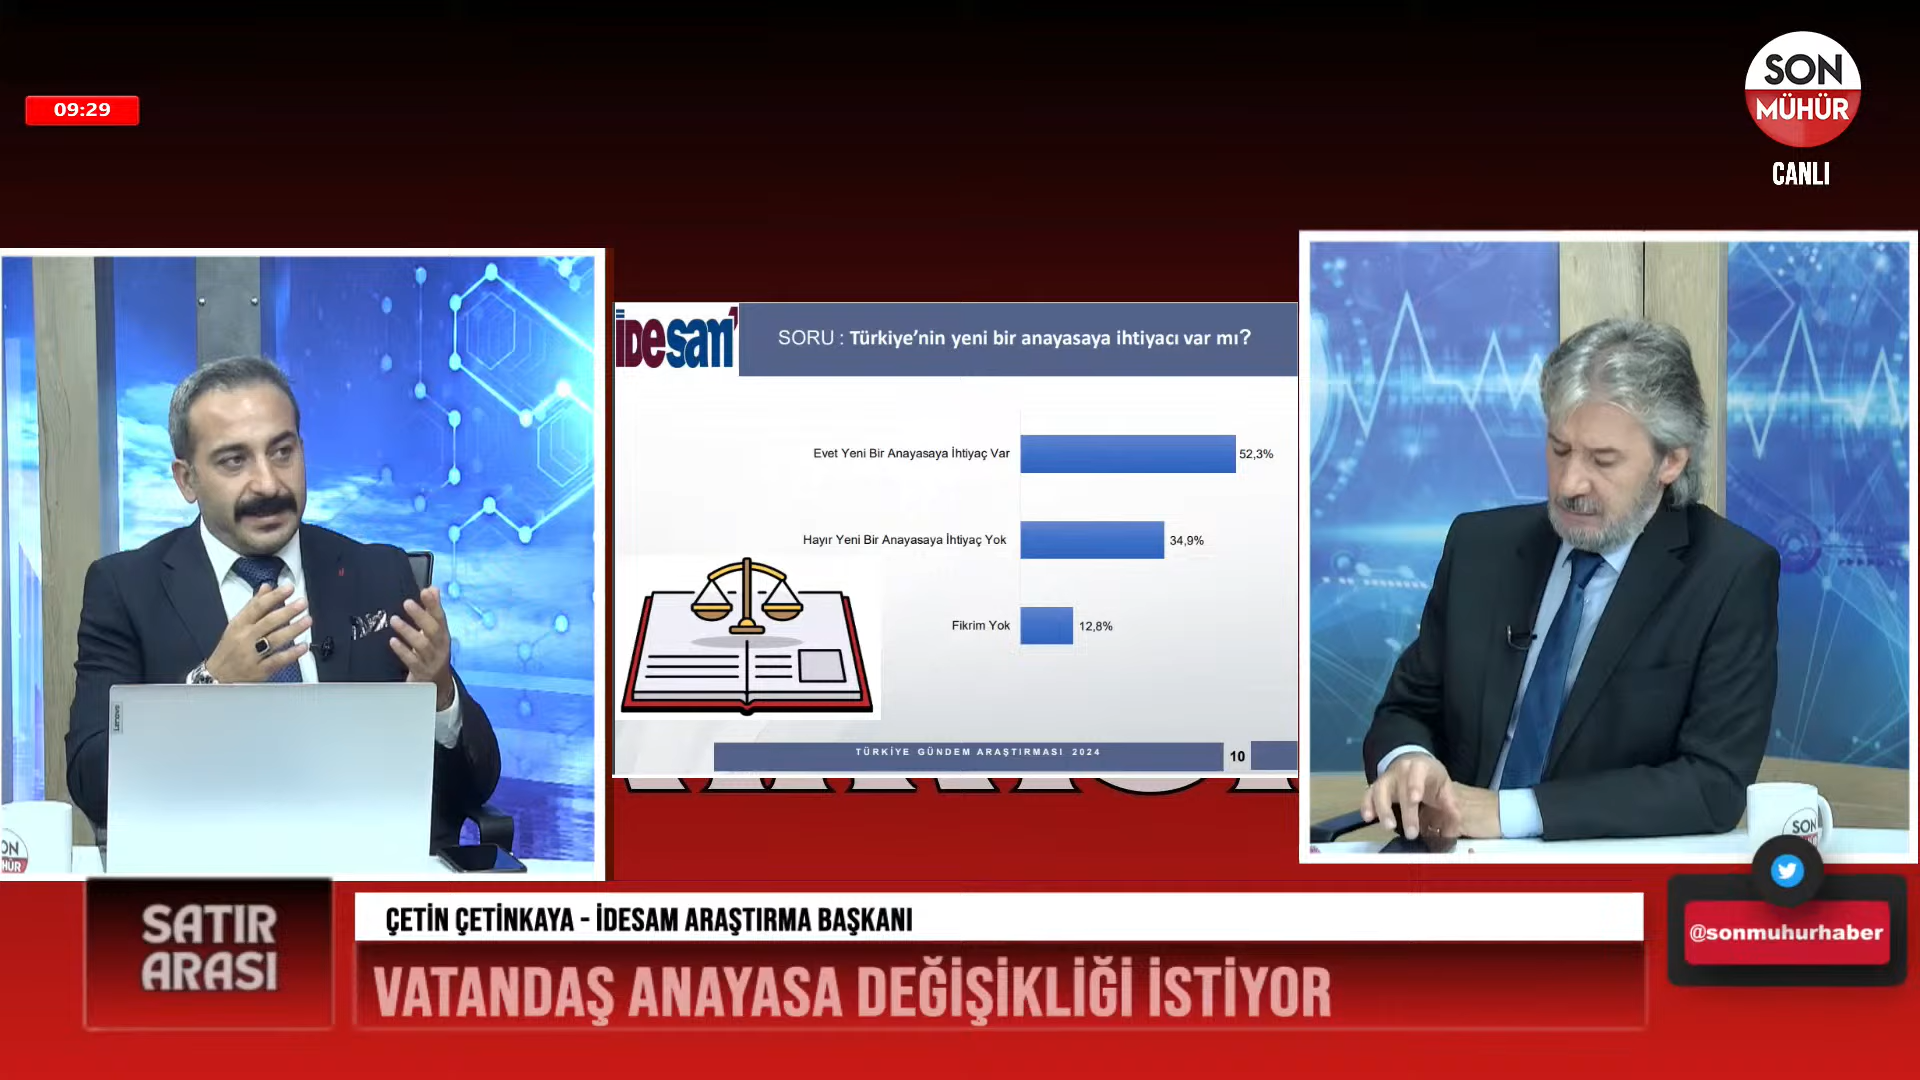 09:29
SON
MÜHÜR
CANLI
İDESAM
SORU : Türkiye’nin yeni bir anayasaya ihtiyacı var mı?
Evet Yeni Bir Anayasaya İhtiyaç Var
52,3%
Hayır Yeni Bir Anayasaya İhtiyaç Yok
34,9%
Fikrim Yok
12,8%
TÜRKİYE GÜNDEM ARAŞTIRMASI 2024
10
Lenovo
SON
SATIR
ARASI
ÇETİN ÇETİNKAYA - İDESAM ARAŞTIRMA BAŞKANI
VATANDAŞ ANAYASA DEĞİŞİKLİĞİ İSTİYOR
@sonmuhurhaber